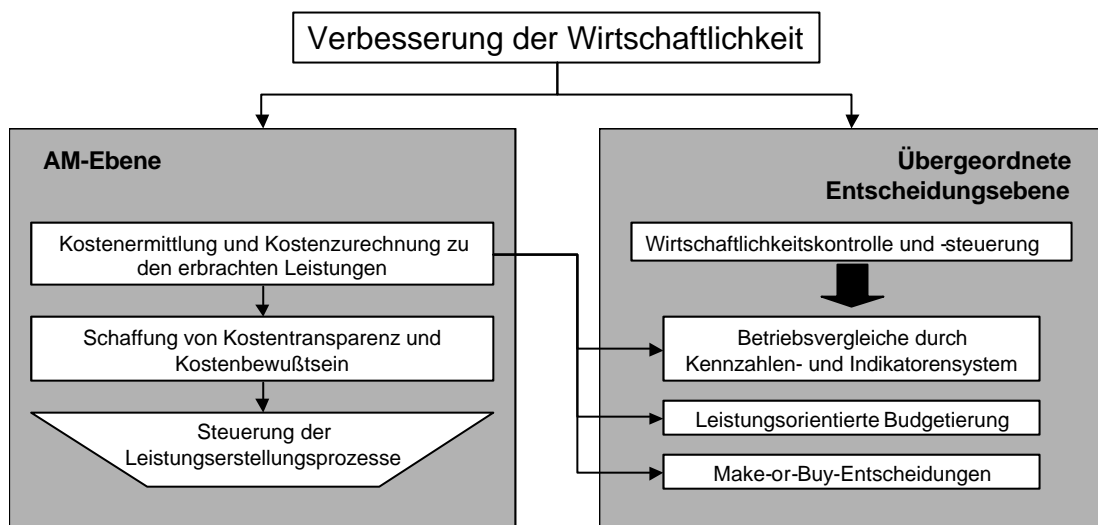 Verbesserung der Wirtschaftlichkeit
AM-Ebene
Kostenermittlung und Kostenzurechnung zu
den erbrachten Leistungen
Schaffung von Kostentransparenz und
Kostenbewußtsein
Steuerung der
Leistungserstellungsprozesse
Übergeordnete
Entscheidungsebene
Wirtschaftlichkeitskontrolle und -steuerung
Betriebsvergleiche durch
Kennzahlen- und Indikatorensystem
Leistungsorientierte Budgetierung
Make-or-Buy-Entscheidungen